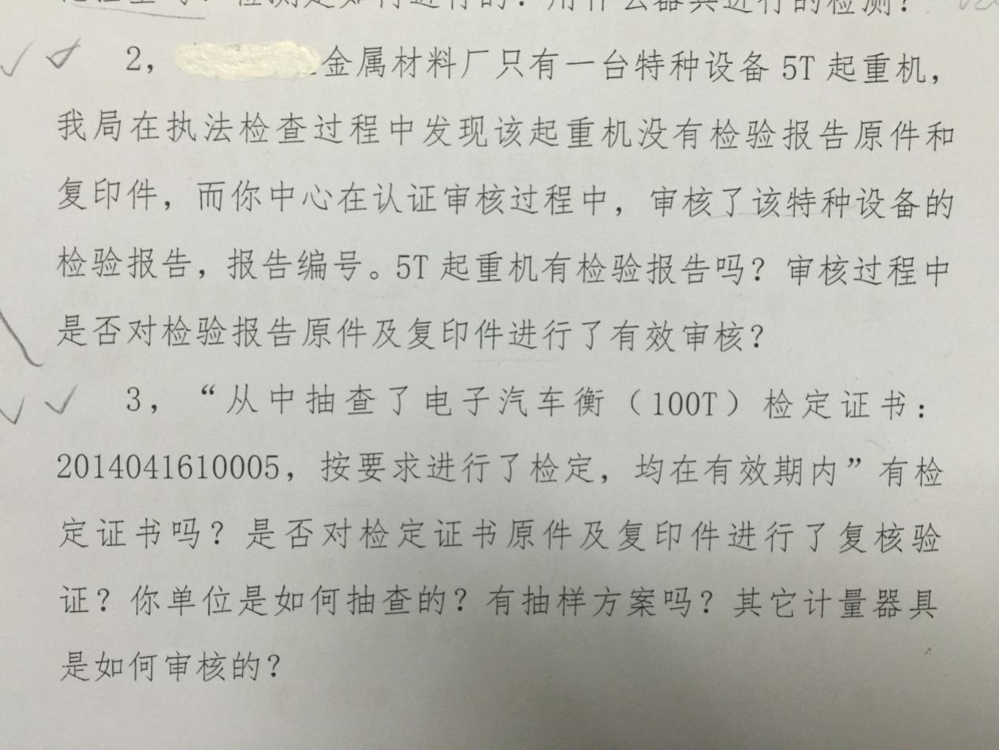 检测是如何进行的？用什么器具进行的检测？
2，金属材料厂只有一台特种设备 5T 起重机，
我局在执法检查过程中发现该起重机没有检验报告原件和
复印件，而你中心在认证审核过程中，审核了该特种设备的
检验报告，报告编号。5T 起重机有检验报告吗？审核过程中
是否对检验报告原件及复印件进行了有效审核？
3，“从中抽查了电子汽车衡（100T）检定证书：
2014041610005，按要求进行了检定，均在有效期内”有检
定证书吗？是否对检定证书原件及复印件进行了复核验
证？你单位是如何抽查的？有抽样方案吗？其它计量器具
是如何审核的？